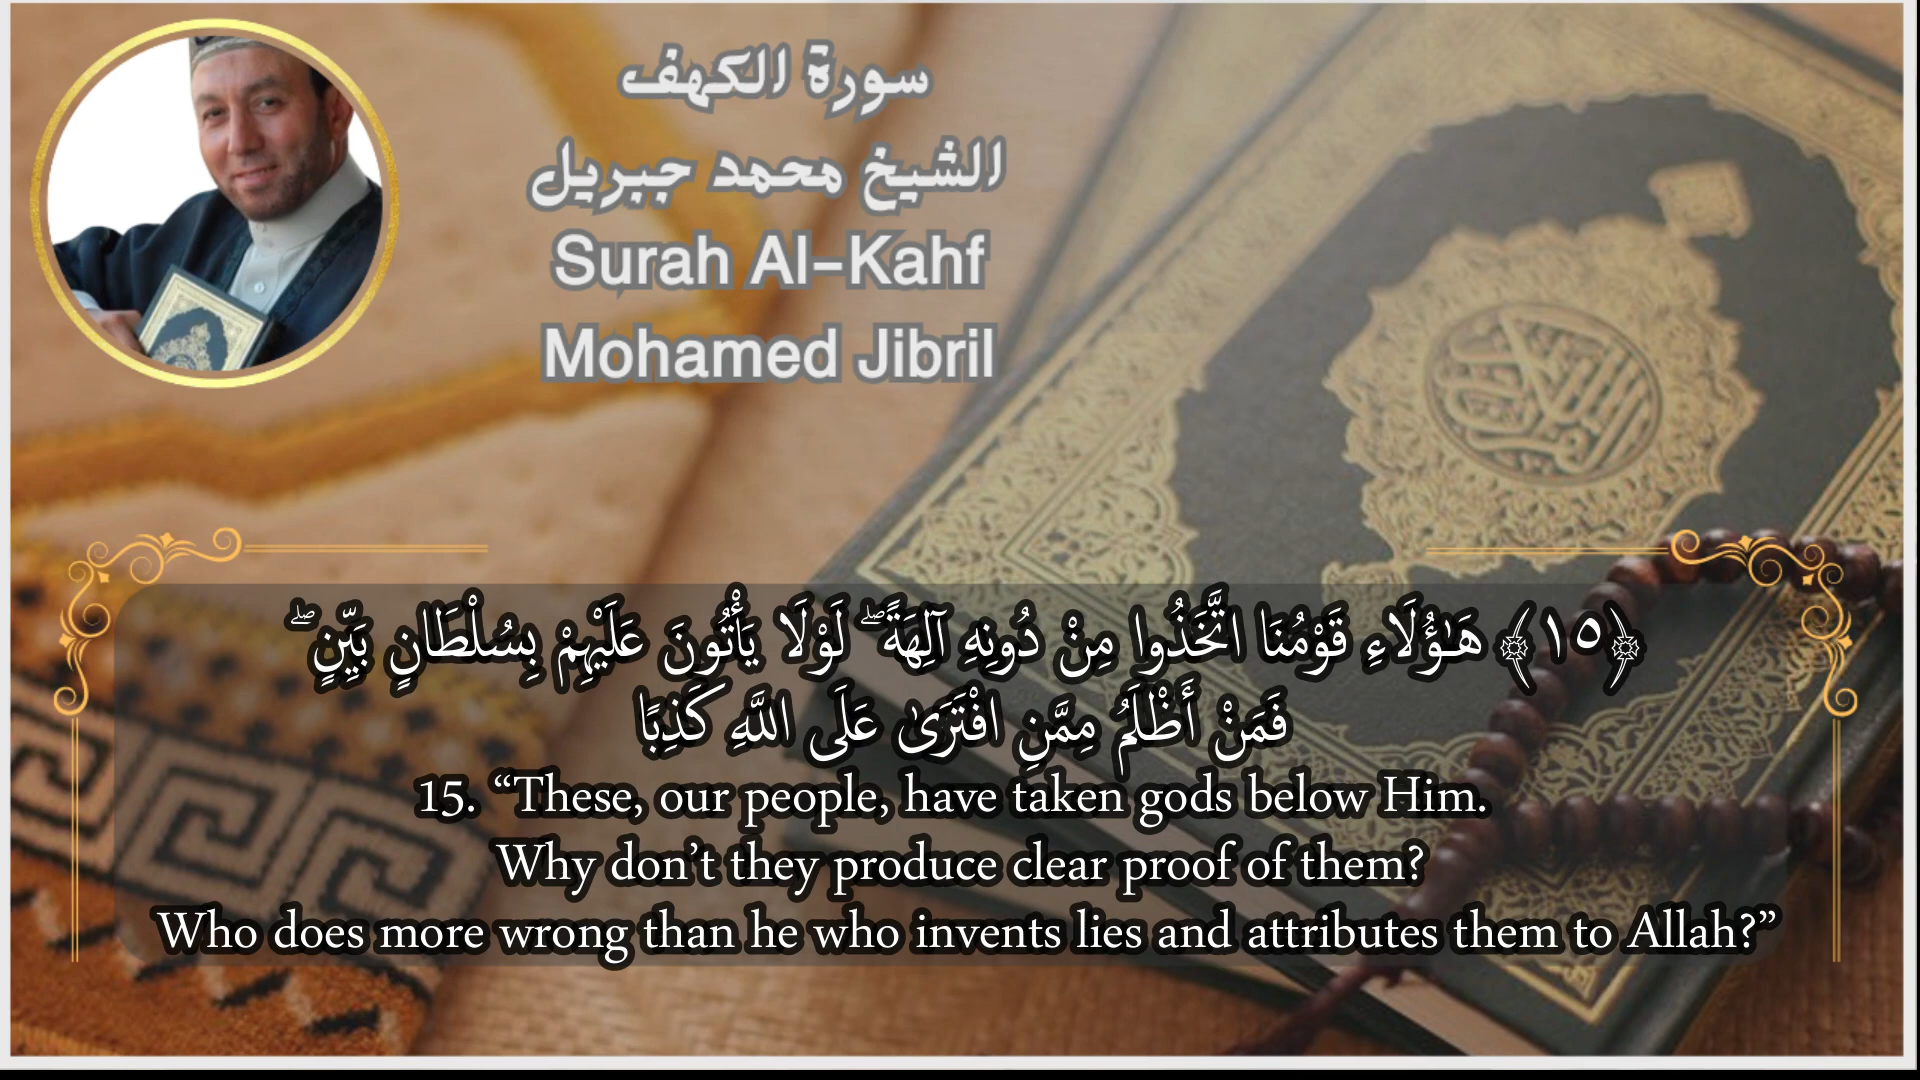 سورة الكهف
الشيخ محمد جبريل
Surah Al-Kahf
Mohamed Jibril
﴿١٥﴾ هَـٰؤُلَاءِ قَوْمُنَا اتَّخَذُوا مِنْ دُونِهِ آلِهَةً ۖ لَوْلَا يَأْتُونَ عَلَيْهِمْ بِسُلْطَانٍ بَيِّنٍ ۖ
فَمَنْ أَظْلَمُ مِمَّنِ افْتَرَىٰ عَلَى اللَّهِ كَذِبًا
15. “These, our people, have taken gods below Him.
Why don’t they produce clear proof of them?
Who does more wrong than he who invents lies and attributes them to Allah?”